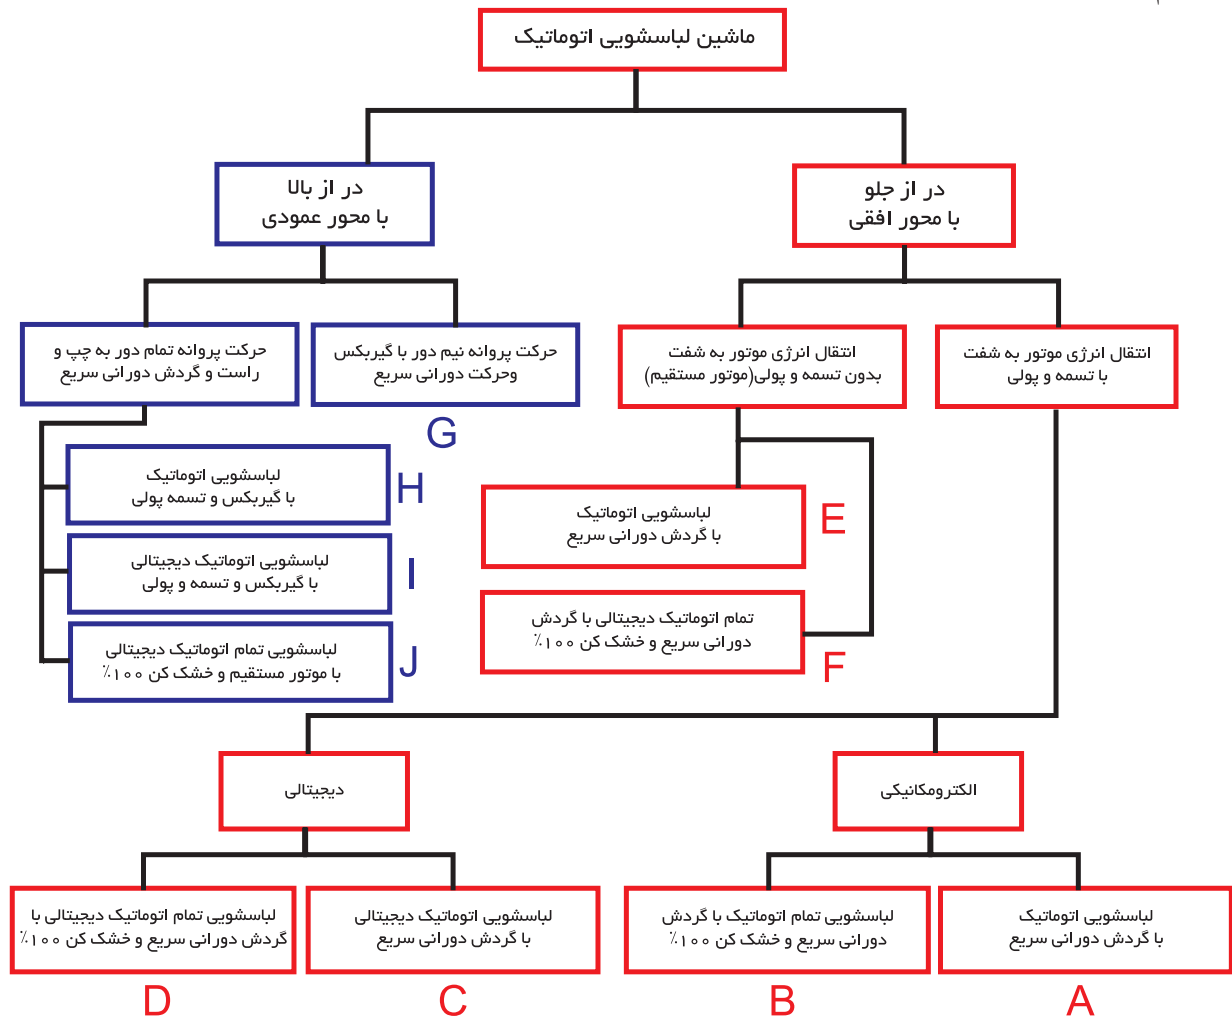 ماشین لباسشویی اتوماتیک
در از جلو
با محور افقی
در از بالا
با محور عمودی
انتقال انرژی موتور به شفت
با تسمه و پولی
انتقال انرژی موتور به شفت
بدون تسمه و پولی(موتور مستقیم)
حرکت پروانه نیم دور با گیربکس
وحرکت دورانی سریع
G
حرکت پروانه تمام دور به چپ و
راست و گردش دورانی سریع
لباسشویی اتوماتیک
با گردش دورانی سریع
E
تمام اتوماتیک دیجیتالی با گردش
دورانی سریع و خشک کن ۱۰۰٪
F
لباسشویی اتوماتیک
با گیربکس و تسمه پولی
H
لباسشویی اتوماتیک دیجیتالی
با گیربکس و تسمه و پولی
I
لباسشویی تمام اتوماتیک دیجیتالی
با موتور مستقیم و خشک کن ۱۰۰٪
J
الکترومکانیکی
دیجیتالی
لباسشویی اتوماتیک
با گردش دورانی سریع
A
لباسشویی تمام اتوماتیک با گردش
دورانی سریع و خشک کن ۱۰۰٪
B
لباسشویی اتوماتیک دیجیتالی
با گردش دورانی سریع
C
لباسشویی تمام اتوماتیک دیجیتالی با
گردش دورانی سریع و خشک کن ۱۰۰٪
D